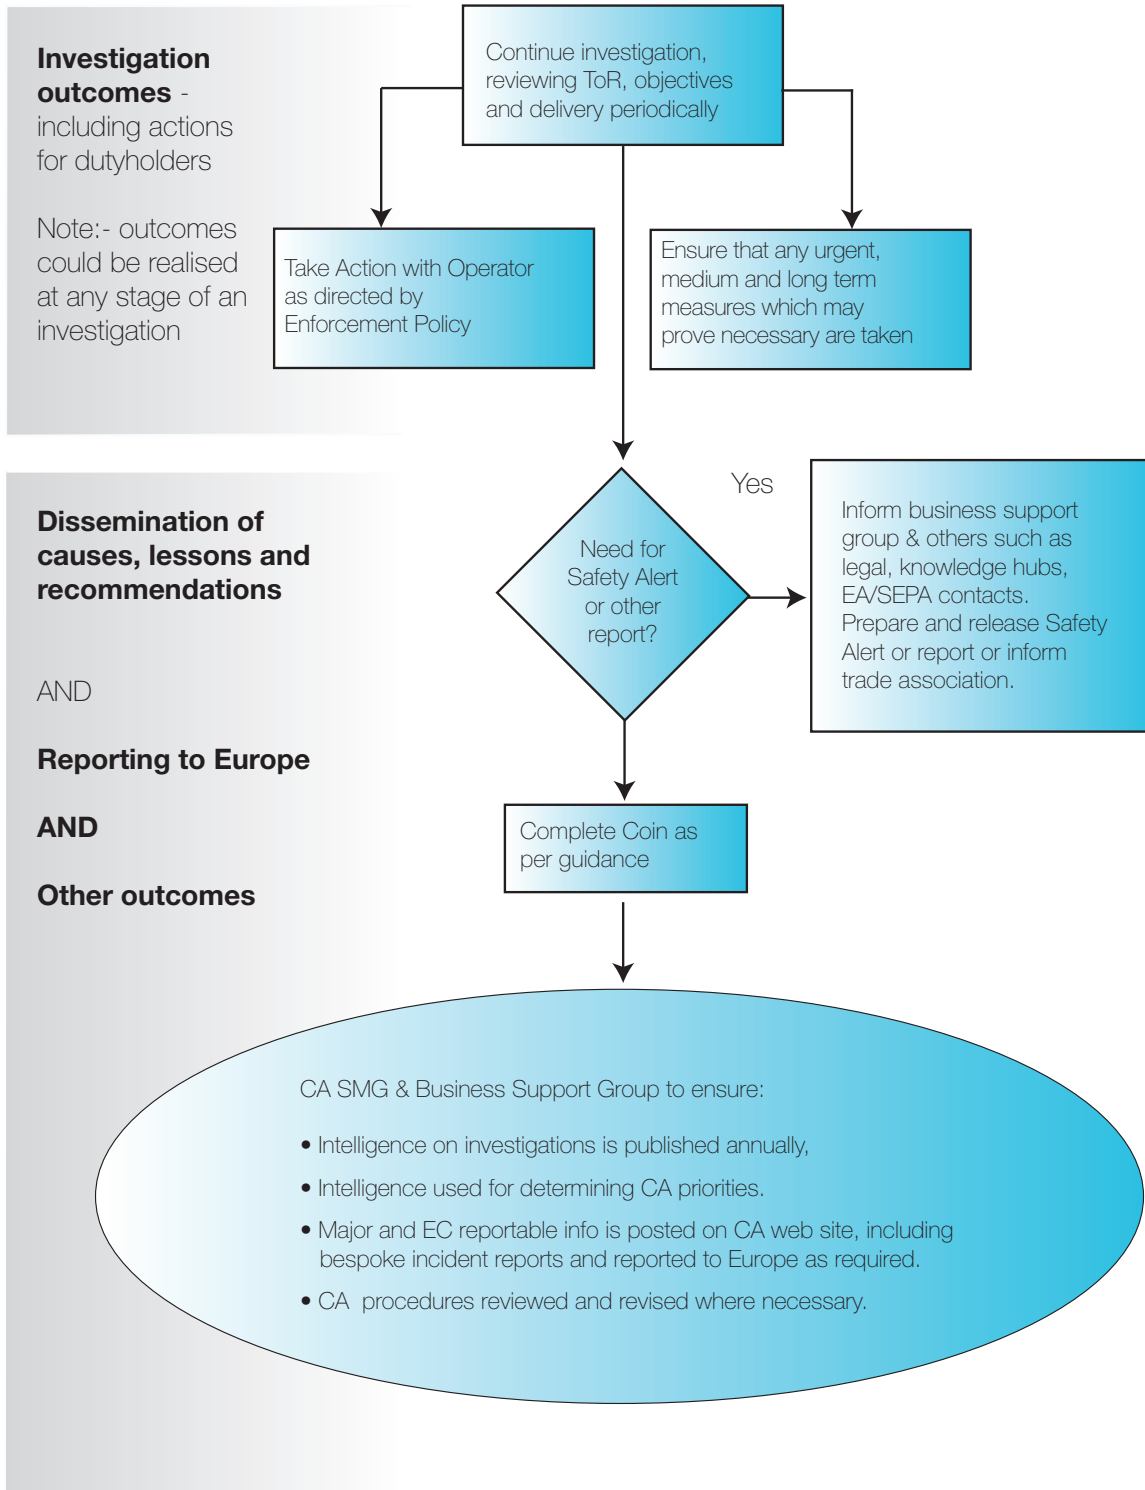 Investigation
outcomes -
including actions
for dutyholders
Note:- outcomes
could be realised
at any stage of an
investigation
Continue investigation,
reviewing ToR, objectives
and delivery periodically
Take Action with Operator
as directed by
Enforcement Policy
Ensure that any urgent,
medium and long term
measures which may
prove necessary are taken
Dissemination of
causes, lessons and
recommendations
AND
Reporting to Europe
AND
Other outcomes
Need for
Safety Alert
or other
report?
Yes
Inform business support
group & others such as
legal, knowledge hubs,
EA/SEPA contacts.
Prepare and release Safety
Alert or report or inform
trade association.
Complete Coin as
per guidance
CA SMG & Business Support Group to ensure:
• Intelligence on investigations is published annually,
• Intelligence used for determining CA priorities.
• Major and EC reportable info is posted on CA web site, including
bespoke incident reports and reported to Europe as required.
• CA  procedures reviewed and revised where necessary.